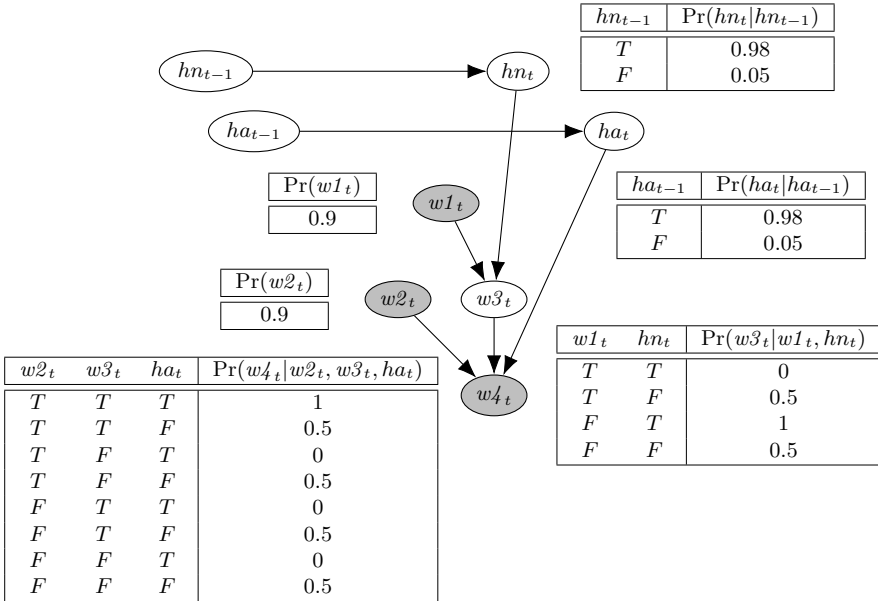 hn_{t−1} Pr(hn_t|hn_{t−1})
T 0.98
F 0.05
hn_{t−1} hn_t
ha_{t−1} ha_t
Pr(w1_t)
0.9
w1_t
ha_{t−1} Pr(ha_t|ha_{t−1})
T 0.98
F 0.05
Pr(w2_t)
0.9
w2_t w3_t
w1_t hn_t Pr(w3_t|w1_t, hn_t)
T T 0
T F 0.5
F T 1
F F 0.5
w2_t w3_t ha_t Pr(w4_t|w2_t, w3_t, ha_t)
T T T 1
T T F 0.5
T F T 0
T F F 0.5
F T T 0
F T F 0.5
F F T 0
F F F 0.5
w4_t